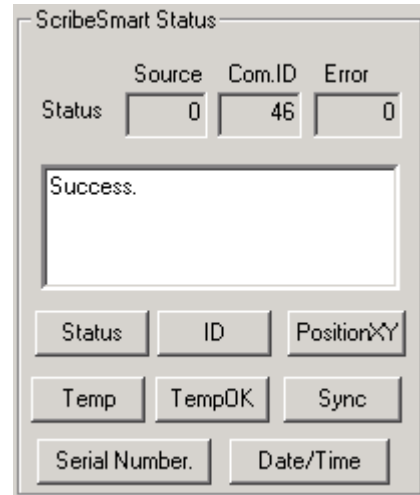 ScribeSmart Status
Source Com.ID Error
Status 0 46 0
Success.
Status ID PositionXY
Temp TempOK Sync
Serial Number. Date/Time